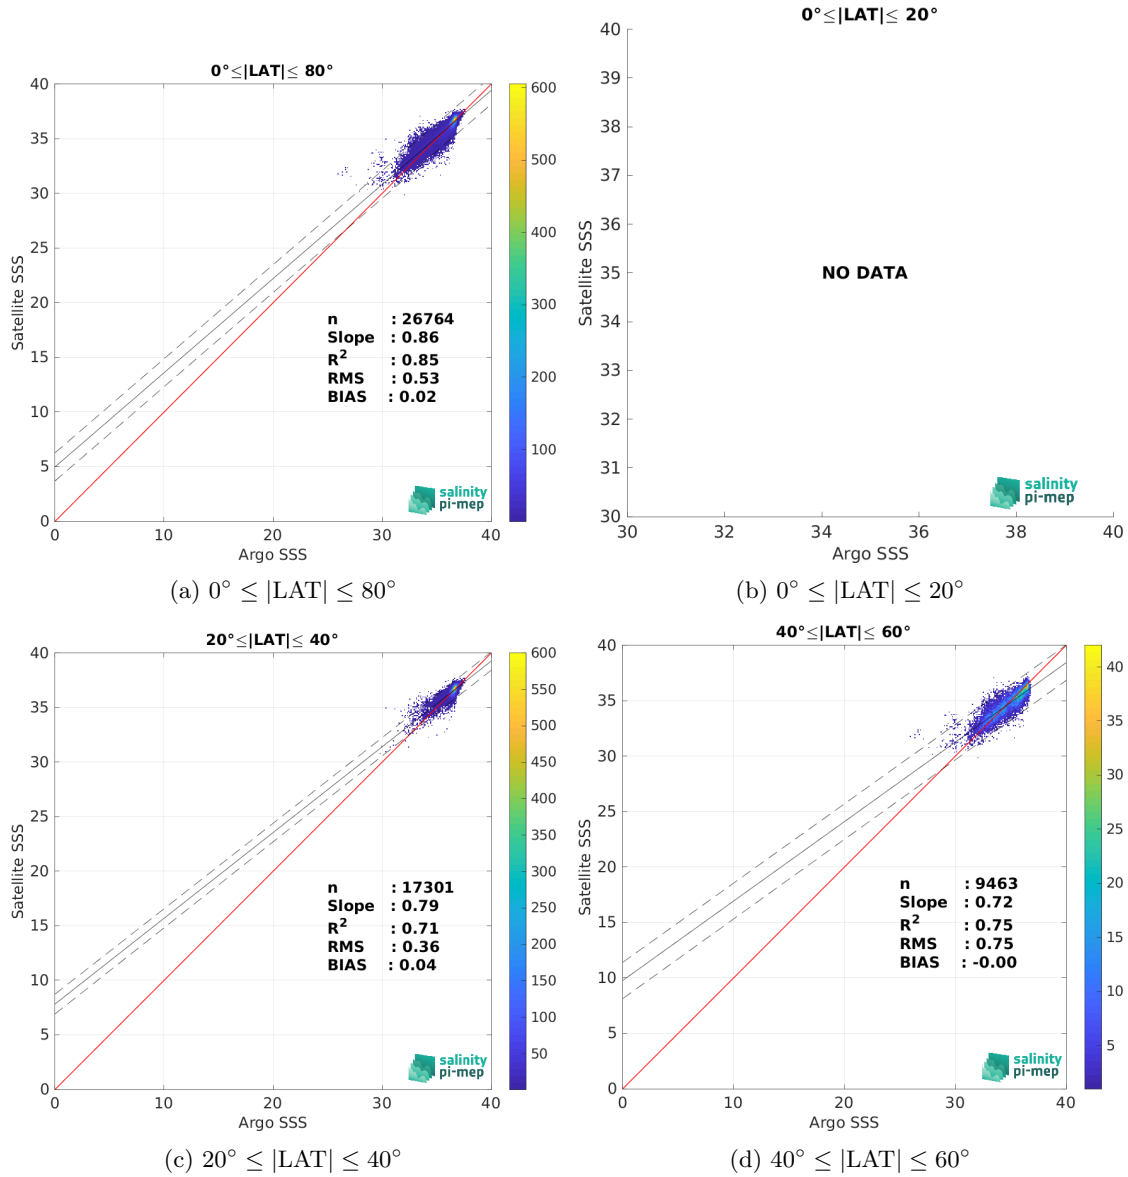 0°≤|LAT|≤ 80°
40
35
30
25
20
15
10
5
0
Satellite SSS
0
10
20
30
40
Argo SSS
600
500
400
300
200
100
n : 26764
Slope : 0.86
R² : 0.85
RMS : 0.53
BIAS : 0.02
salinity
pi-mep
(a) 0° ≤ |LAT| ≤ 80°
0°≤|LAT|≤ 20°
40
39
38
37
36
35
34
33
32
31
30
Satellite SSS
NO DATA
30
32
34
36
38
40
Argo SSS
salinity
pi-mep
(b) 0° ≤ |LAT| ≤ 20°
20°≤|LAT|≤ 40°
40
35
30
25
20
15
10
5
0
Satellite SSS
0
10
20
30
40
Argo SSS
600
550
500
450
400
350
300
250
200
150
100
50
n : 17301
Slope : 0.79
R² : 0.71
RMS : 0.36
BIAS : 0.04
salinity
pi-mep
(c) 20° ≤ |LAT| ≤ 40°
40°≤|LAT|≤ 60°
40
35
30
25
20
15
10
5
0
Satellite SSS
0
10
20
30
40
Argo SSS
40
35
30
25
20
15
10
5
n : 9463
Slope : 0.72
R² : 0.75
RMS : 0.75
BIAS : -0.00
salinity
pi-mep
(d) 40° ≤ |LAT| ≤ 60°